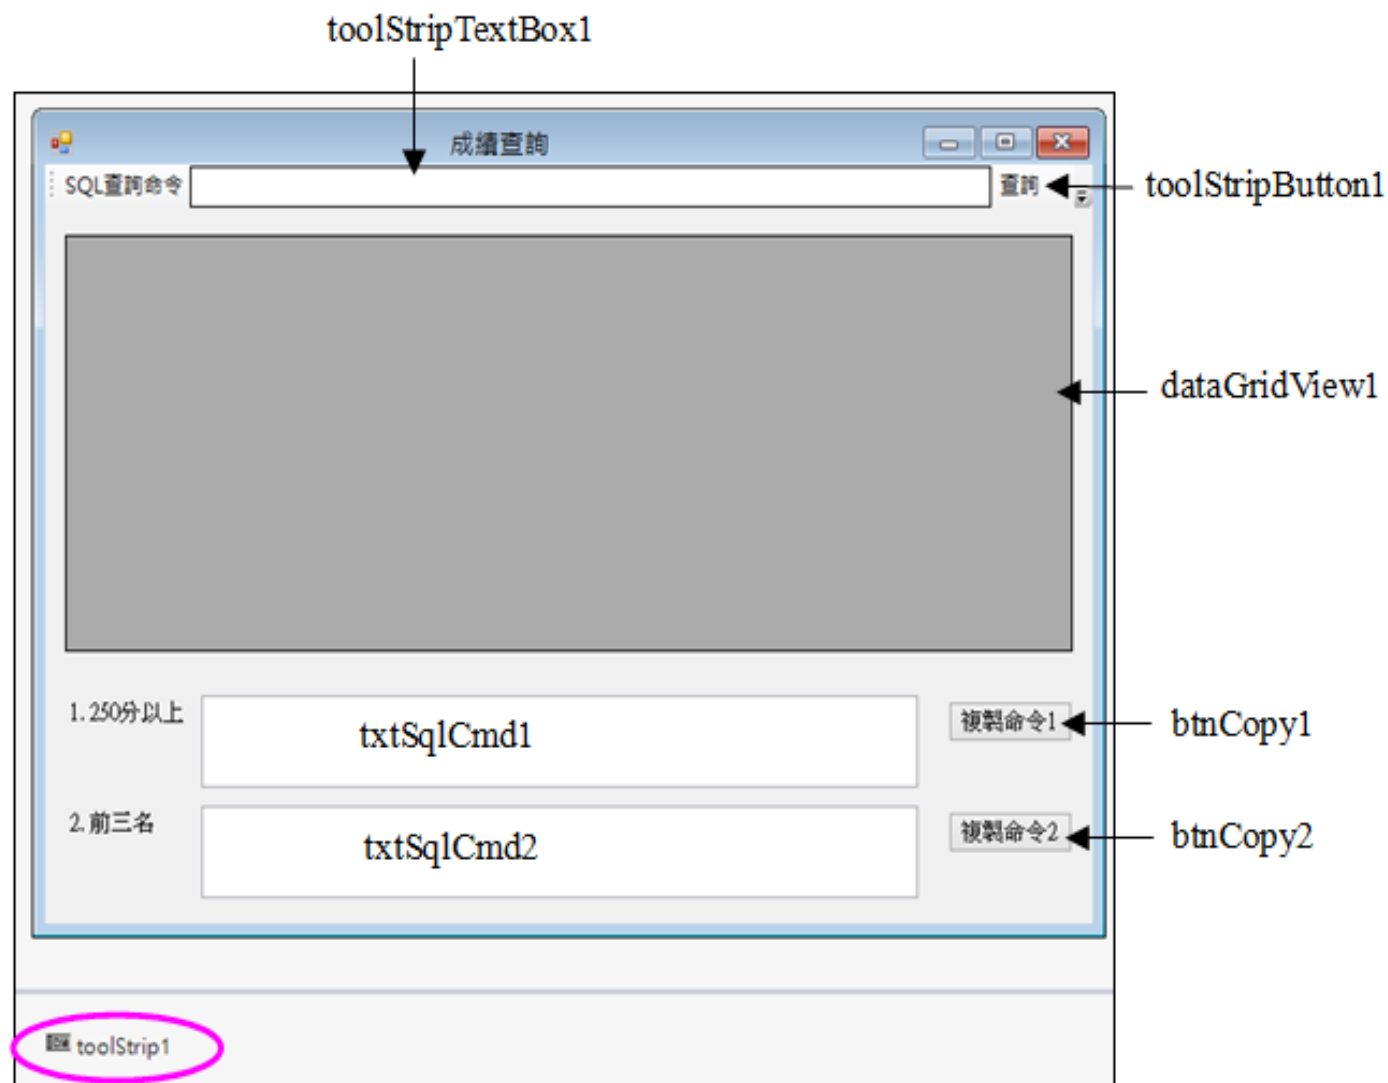 toolStripTextBox1
成績查詢
SQL查詢命令
查詢
toolStripButton1
dataGridView1
1.250分以上
txtSqlCmd1
複製命令1
btnCopy1
2.前三名
txtSqlCmd2
複製命令2
btnCopy2
toolStrip1